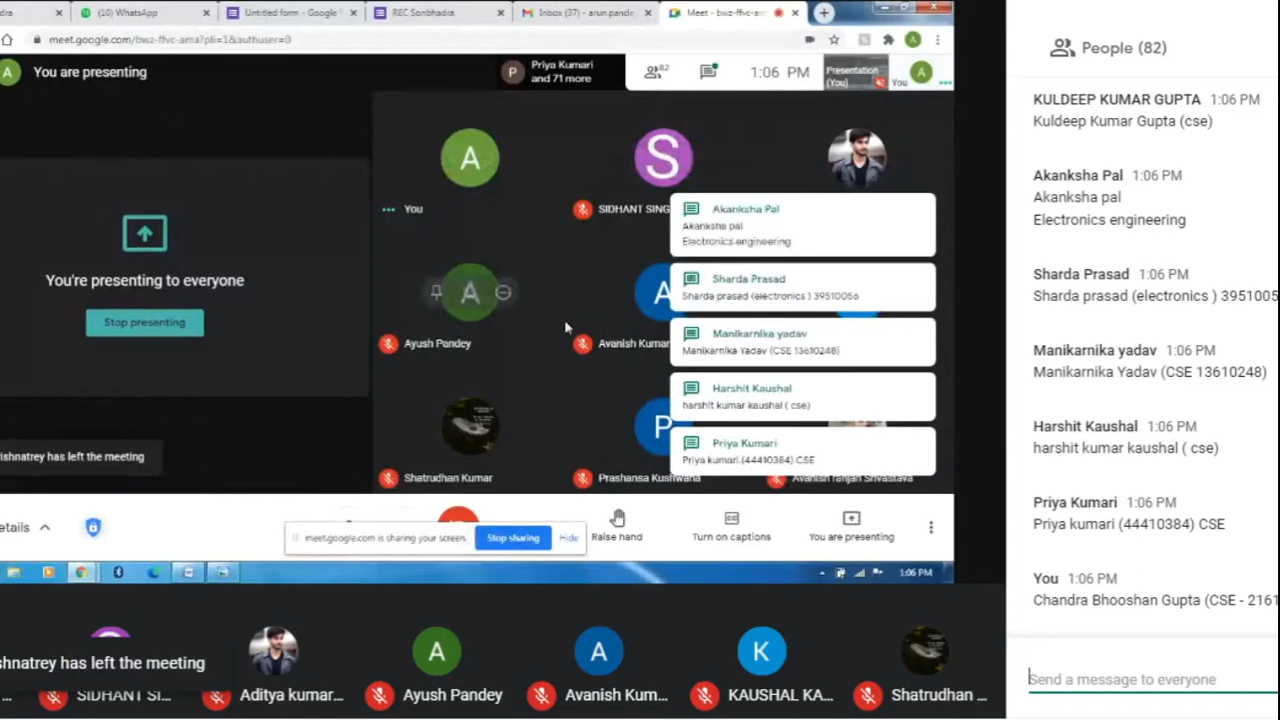 (10) WhatsApp
Untitled form - Google
REC Sonbhadra
Inbox (37) - arun.pande
Meet - bwz-ffvc-am
meet.google.com/bwz-ffvc-ama?pli=1&authuser=0
A
You are presenting
P
Priya Kumari
and 71 more
82
1:06 PM
Presentation
(You)
You
A
You're presenting to everyone
Stop presenting
A
You
S
SIDHANT SING
A
Ayush Pandey
A
Avanish Kumar
Shatrudhan Kumar
P
Prashansa Kushwaha
Avanish ranjan Srivastava
Akanksha Pal
Akanksha pal
Electronics engineering
Sharda Prasad
Sharda prasad (electronics ) 39510056
Manikarnika yadav
Manikarnika Yadav (CSE 13610248)
Harshit Kaushal
harshit kumar kaushal ( cse)
Priya Kumari
Priya kumari (44410384) CSE
ishnatrey has left the meeting
etails
meet.google.com is sharing your screen.
Stop sharing
Hide
Raise hand
Turn on captions
You are presenting
1:06 PM
shnatrey has left the meeting
SIDHANT SI...
Aditya kumar...
A
Ayush Pandey
A
Avanish Kum...
K
KAUSHAL KA...
Shatrudhan ...
People (82)
KULDEEP KUMAR GUPTA 1:06 PM
Kuldeep Kumar Gupta (cse)
Akanksha Pal 1:06 PM
Akanksha pal
Electronics engineering
Sharda Prasad 1:06 PM
Sharda prasad (electronics ) 3951005
Manikarnika yadav 1:06 PM
Manikarnika Yadav (CSE 13610248)
Harshit Kaushal 1:06 PM
harshit kumar kaushal ( cse)
Priya Kumari 1:06 PM
Priya kumari (44410384) CSE
You 1:06 PM
Chandra Bhooshan Gupta (CSE - 2161
Send a message to everyone